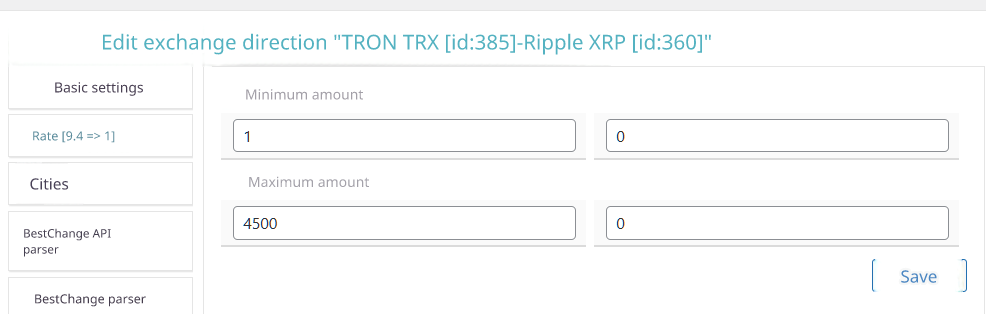 Edit exchange direction "TRON TRX [id:385]-Ripple XRP [id:360]"
Basic settings
Rate [9.4 => 1]
Cities
BestChange API
parser
BestChange parser
Minimum amount
1
0
Maximum amount
4500
0
Save